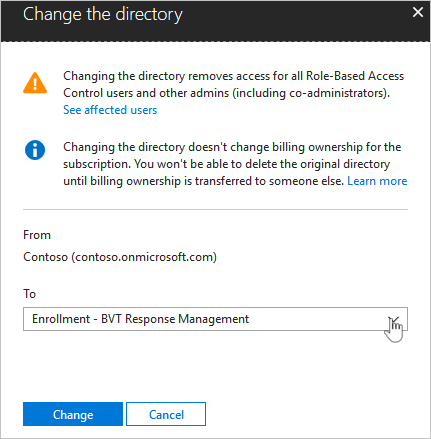 Change the directory
Changing the directory removes access for all Role-Based Access
Control users and other admins (including co-administrators).
See affected users
Changing the directory doesn't change billing ownership for the
subscription. You won't be able to delete the original directory
until billing ownership is transferred to someone else. Learn more
From
Contoso (contoso.onmicrosoft.com)
To
Enrollment - BVT Response Management
Change
Cancel